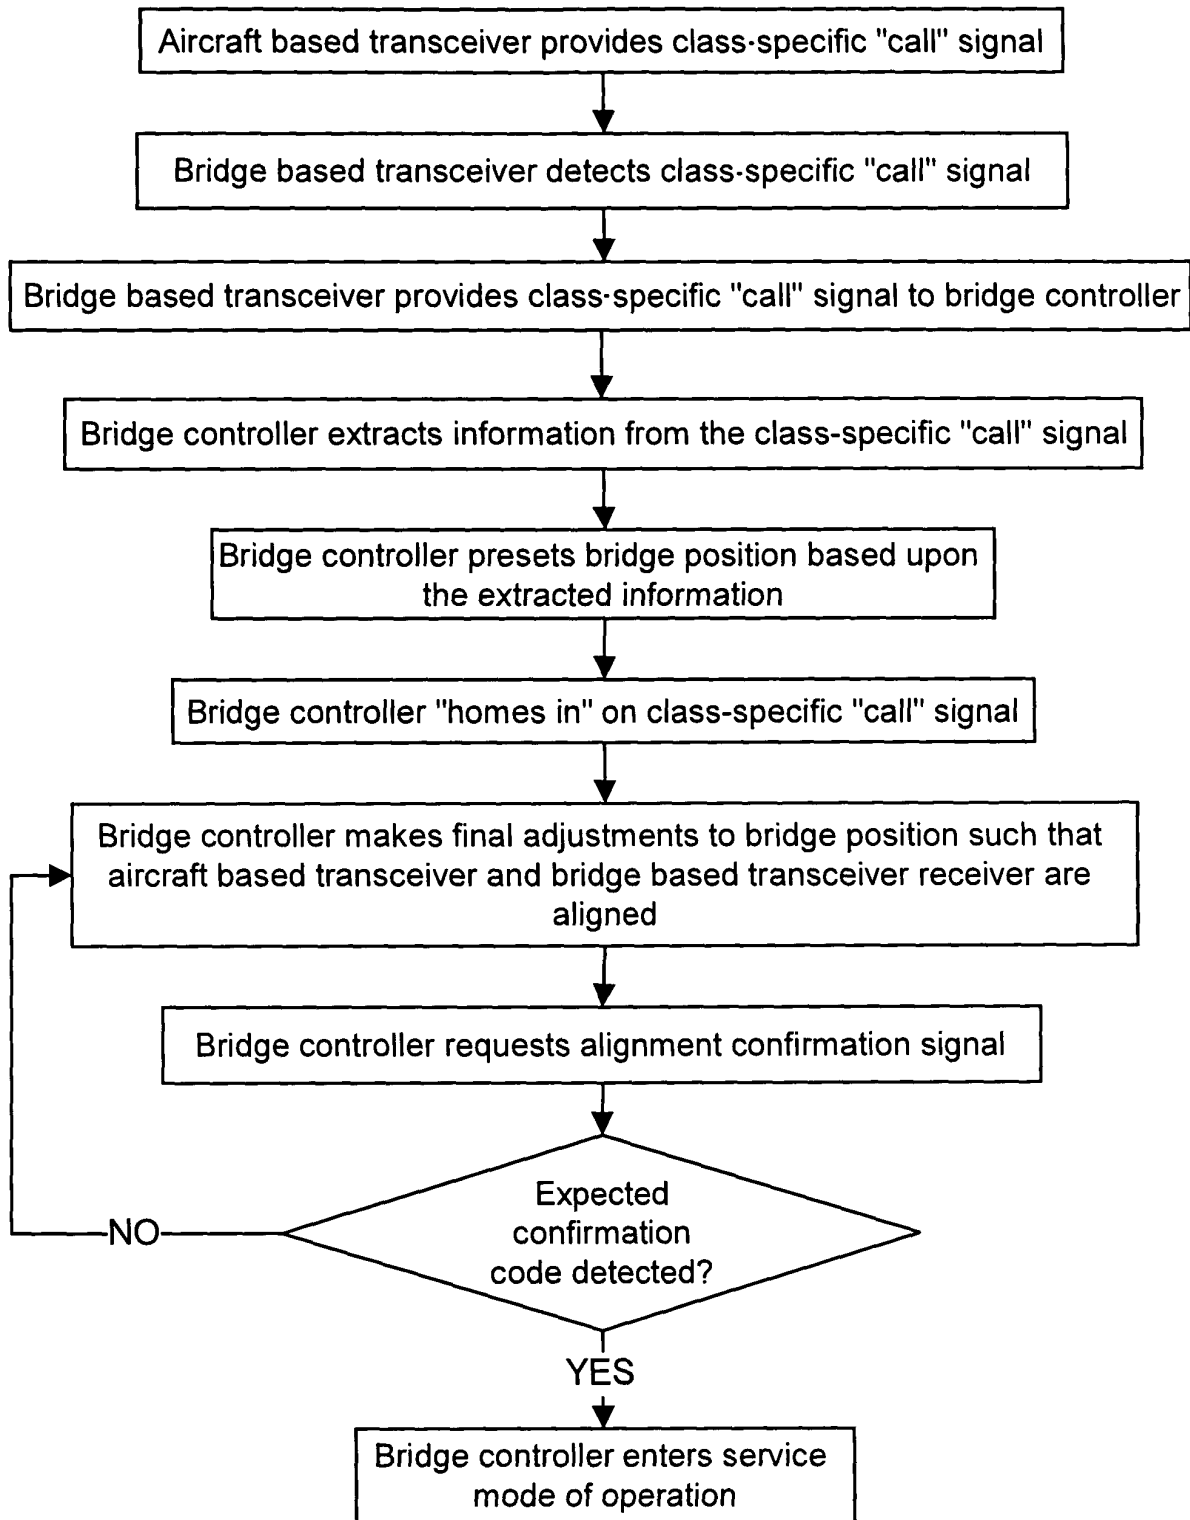 Aircraft based transceiver provides class-specific "call" signal
Bridge based transceiver detects class-specific "call" signal
Bridge based transceiver provides class-specific "call" signal to bridge controller
Bridge controller extracts information from the class-specific "call" signal
Bridge controller presets bridge position based upon
the extracted information
Bridge controller "homes in" on class-specific "call" signal
Bridge controller makes final adjustments to bridge position such that
aircraft based transceiver and bridge based transceiver receiver are
aligned
Bridge controller requests alignment confirmation signal
Expected
confirmation
code detected?
NO
YES
Bridge controller enters service
mode of operation